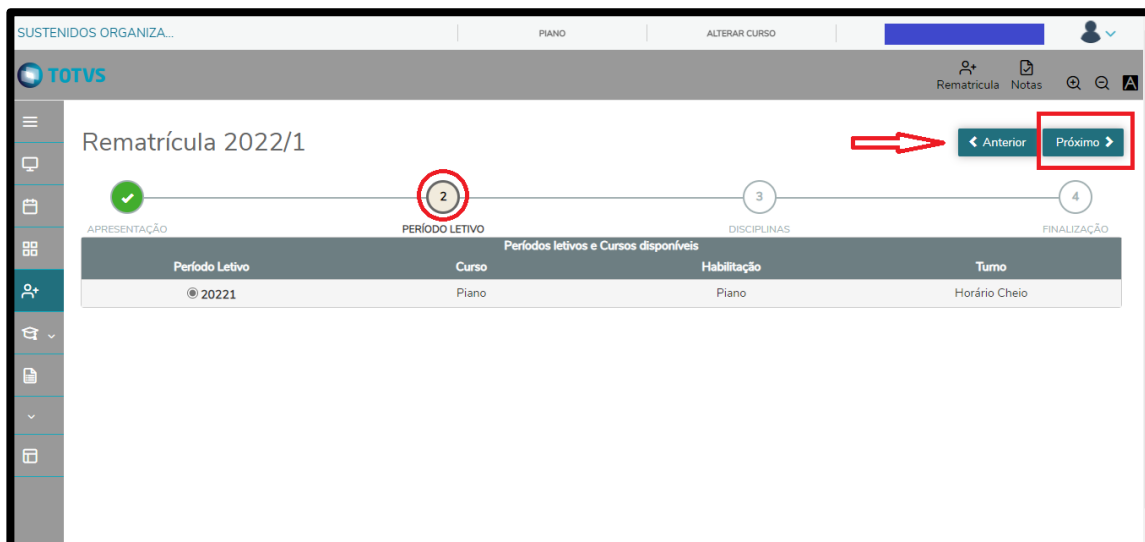 SUSTENIDOS ORGANIZA... PIANO ALTERAR CURSO
TOTVS Rematricula Notas A
Rematrícula 2022/1 Anterior Próximo
2 3 4
APRESENTAÇÃO PERÍODO LETIVO DISCIPLINAS FINALIZAÇÃO
Períodos letivos e Cursos disponíveis
Período Letivo Curso Habilitação Turno
20221 Piano Piano Horário Cheio